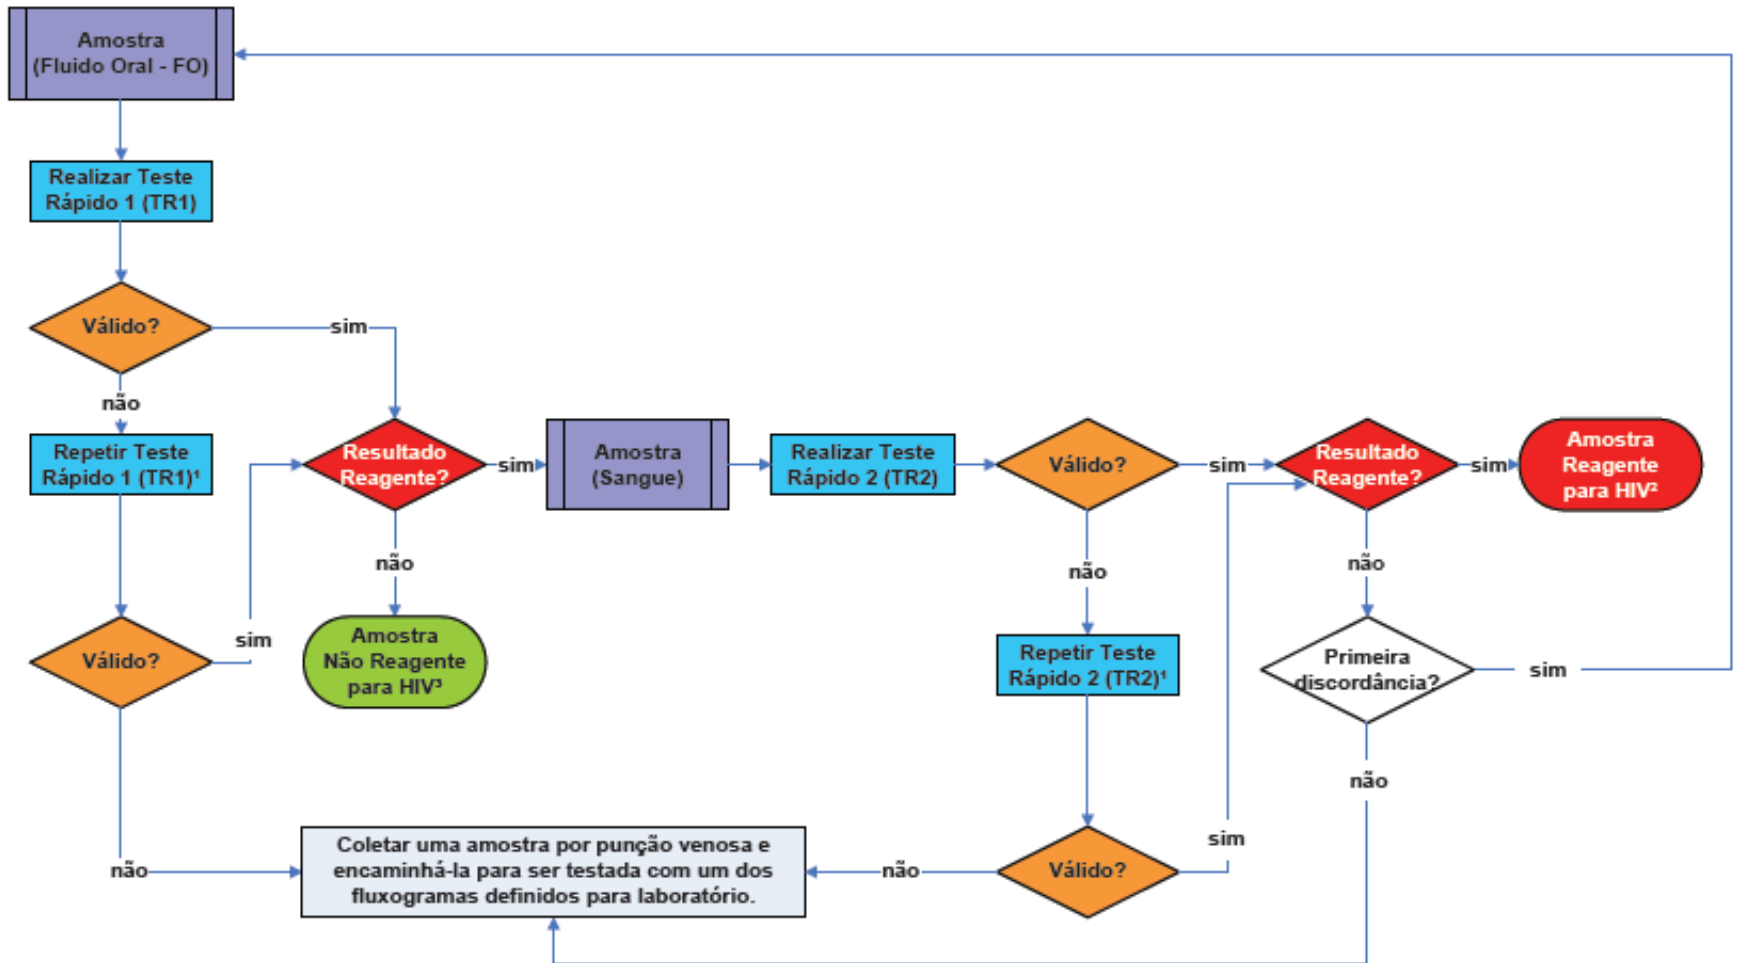 Amostra
(Fluido Oral - FO)
Realizar Teste
Rápido 1 (TR1)
Válido?
sim
não
Repetir Teste
Rápido 1 (TR1)¹
Resultado
Reagente?
sim
Amostra
(Sangue)
Realizar Teste
Rápido 2 (TR2)
Válido?
sim
Resultado
Reagente?
sim
Amostra
Reagente
para HIV²
não
não
não
Válido?
sim
Amostra
Não Reagente
para HIV³
Repetir Teste
Rápido 2 (TR2)¹
Primeira
discordância?
sim
não
não
Coletar uma amostra por punção venosa e
encaminhá-la para ser testada com um dos
fluxogramas definidos para laboratório.
não
Válido?
sim